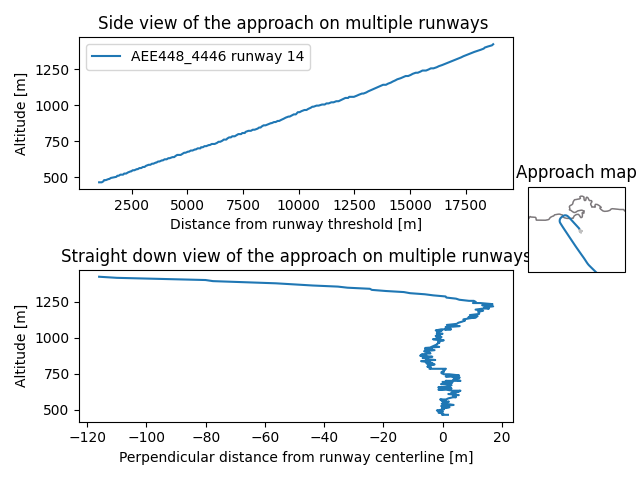 Side view of the approach on multiple runways
AEE448_4446 runway 14
Altitude [m]
1250
1000
750
500
2500 5000 7500 10000 12500 15000 17500
Distance from runway threshold [m]
Approach map
Straight down view of the approach on multiple runways
Altitude [m]
1250
1000
750
500
−120 −100 −80 −60 −40 −20 0 20
Perpendicular distance from runway centerline [m]